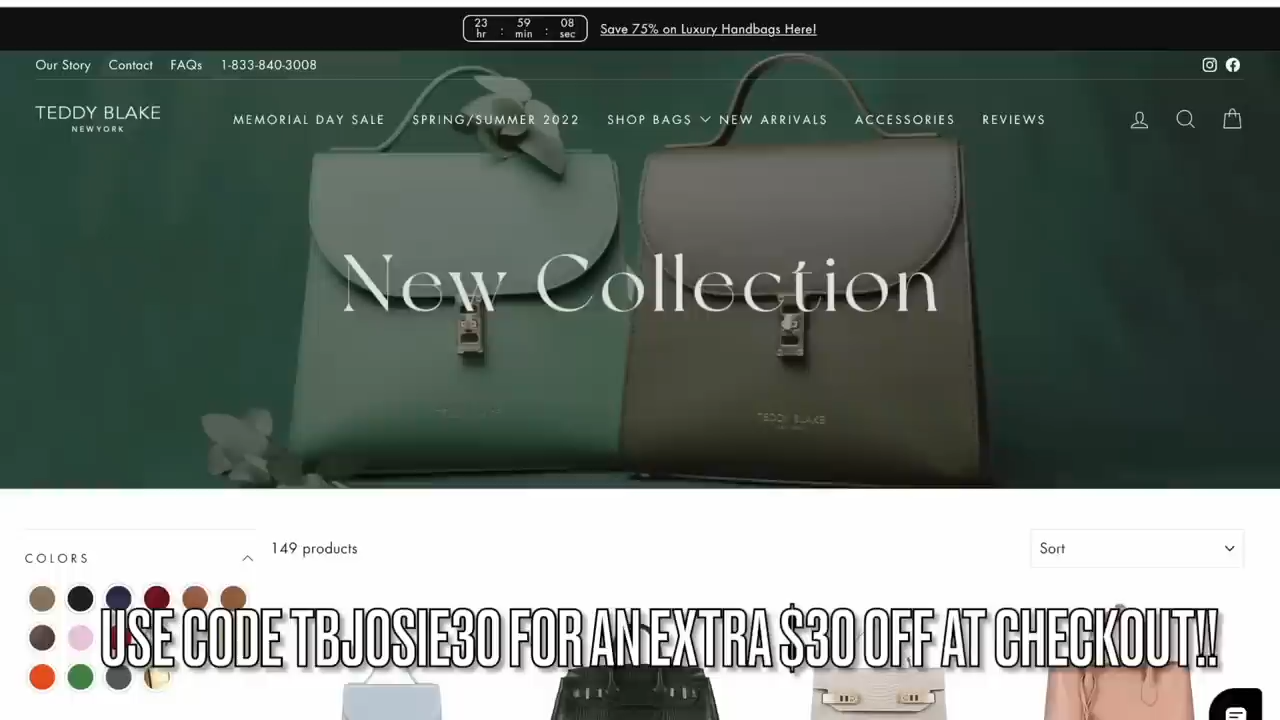 23 hr : 59 min : 08 sec Save 75% on Luxury Handbags Here!
Our Story Contact FAQs 1-833-840-3008
TEDDY BLAKE
NEW YORK
MEMORIAL DAY SALE SPRING/SUMMER 2022 SHOP BAGS NEW ARRIVALS ACCESSORIES REVIEWS
New Collection
TEDDY BLAKE
COLORS
149 products
Sort
USE CODE TBJOSIE30 FOR AN EXTRA $30 OFF AT CHECKOUT!!